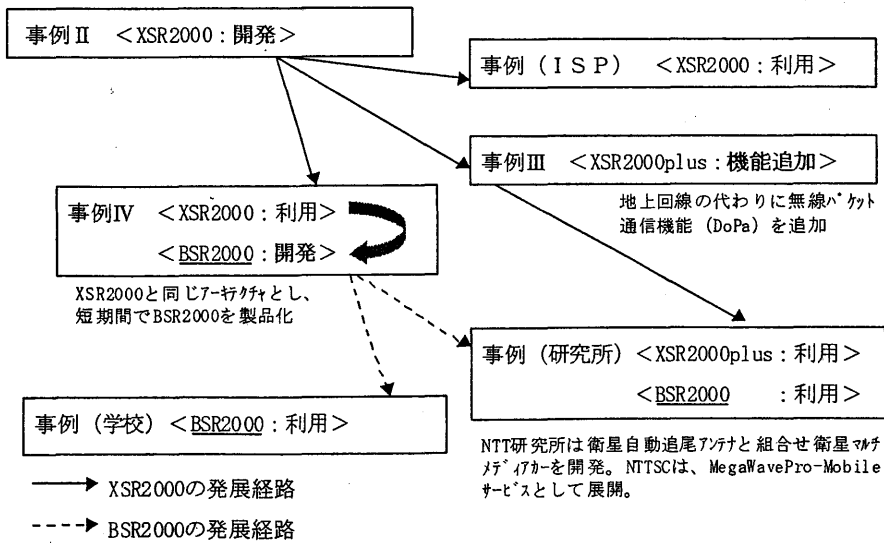 事例Ⅱ <XSR2000:開発>
事例(ISP) <XSR2000:利用>
事例Ⅲ <XSR2000plus:機能追加>
地上回線の代わりに無線パケット
通信機能(DoPa)を追加
事例Ⅳ <XSR2000:利用>
<BSR2000:開発>
XSR2000と同じアーキテクチャとし、
短期間でBSR2000を製品化
事例(研究所)<XSR2000plus:利用>
<BSR2000 :利用>
事例(学校)<BSR2000:利用>
NTT研究所は衛星自動追尾アンテナと組合せ衛星マルチ
メディアカーを開発。NTTSCは、MegaWavePro-Mobile
サービスとして展開。
XSR2000の発展経路
BSR2000の発展経路